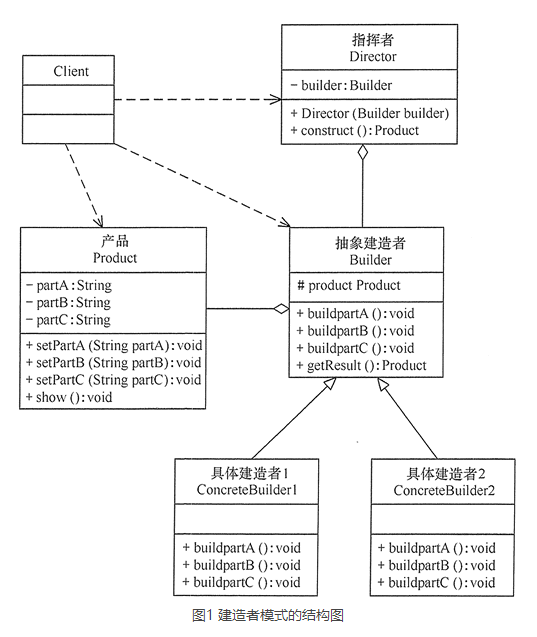 指挥者
Director
− builder:Builder
+ Director(Builder builder)
+ construct():Product
Client
产品
Product
− partA:String
− partB:String
− partC:String
+ setPartA(String partA):void
+ setPartB(String partB):void
+ setPartC(String partC):void
+ show():void
抽象建造者
Builder
# product Product
+ buildpartA():void
+ buildpartB():void
+ buildpartC():void
+ getResult():Product
具体建造者1
ConcreteBuilder1
+ buildpartA():void
+ buildpartB():void
+ buildpartC():void
具体建造者2
ConcreteBuilder2
+ buildpartA():void
+ buildpartB():void
+ buildpartC():void
图1 建造者模式的结构图